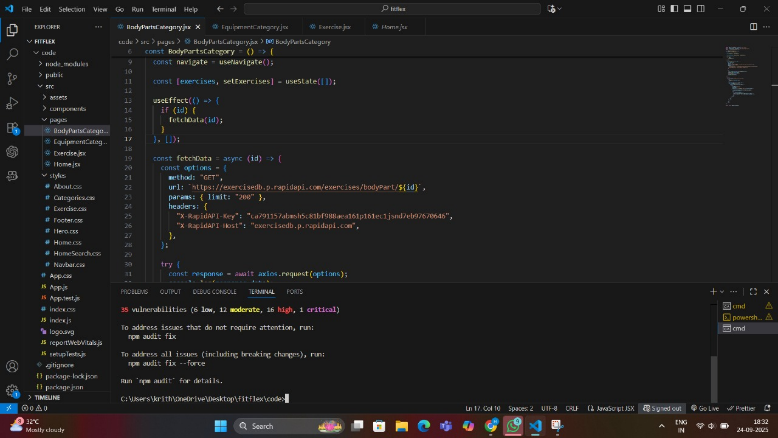 File Edit Selection View Go Run Terminal Help
fitflex
EXPLORER
FITFLEX
code
node_modules
public
src
assets
components
pages
BodyPartsCatego...
EquipmentCateg...
Exercise.jsx
Home.jsx
styles
About.css
Categories.css
Exercise.css
Footer.css
Hero.css
Home.css
HomeSearch.css
Navbar.css
App.css
App.js
App.test.js
index.css
index.js
logo.svg
reportWebVitals.js
setupTests.js
.gitignore
package-lock.json
package.json
TIMELINE
BodyPartsCategory.jsx EquipmentCategory.jsx Exercise.jsx Home.jsx
code > src > pages > BodyPartsCategory.jsx > BodyPartsCategory
6 const BodyPartsCategory = () => {
9 const navigate = useNavigate();
10
11 const [exercises, setExercises] = useState([]);
12
13 useEffect(() => {
14 if (id) {
15 fetchData(id);
16 }
17 }, []);
18
19 const fetchData = async (id) => {
20 const options = {
21 method: "GET",
22 url: `https://exercisedb.p.rapidapi.com/exercises/bodyPart/${id}`,
23 params: { limit: "200" },
24 headers: {
25 "X-RapidAPI-Key":
26 "X-RapidAPI-Host": "exercisedb.p.rapidapi.com",
27 },
28 };
29
30 try {
31 const response = await axios.request(options);
PROBLEMS OUTPUT DEBUG CONSOLE TERMINAL PORTS
35 vulnerabilities (6 low, 12 moderate, 16 high, 1 critical)
To address issues that do not require attention, run:
npm audit fix
To address all issues (including breaking changes), run:
npm audit fix --force
Run `npm audit` for details.
C:\Users\krith\OneDrive\Desktop\fitflex\code>
cmd
powersh...
cmd
0 0
Ln 17, Col 10 Spaces: 2 UTF-8 CRLF JavaScript JSX Signed out Go Live Prettier
32°C
Mostly cloudy
Search
ENG
IN
18:32
24-09-2025